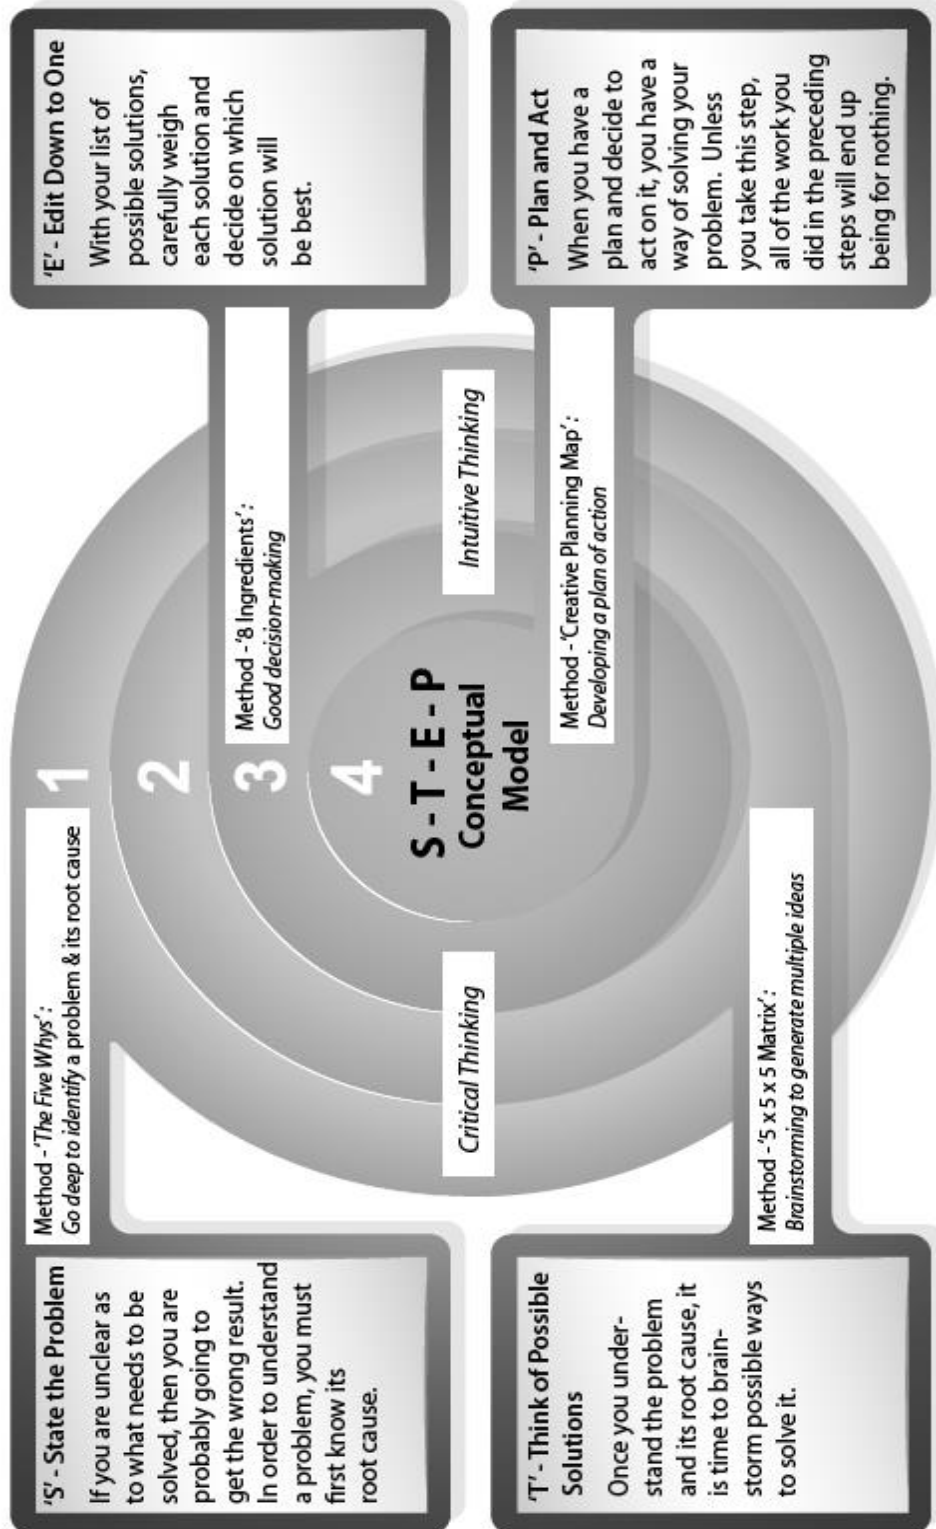 'S' - State the Problem
If you are unclear as
to what needs to be
solved, then you are
probably going to
get the wrong result.
In order to understand
a problem, you must
first know its
root cause.
Method - 'The Five Whys':
Go deep to identify a problem & its root cause
'E' - Edit Down to One
With your list of
possible solutions,
carefully weigh
each solution and
decide on which
solution will
be best.
Method - '8 Ingredients':
Good decision-making
1
2
3
4
S - T - E - P
Conceptual
Model
Critical Thinking
Intuitive Thinking
'T' - Think of Possible
Solutions
Once you under-
stand the problem
and its root cause, it
is time to brain-
storm possible ways
to solve it.
Method - '5 x 5 x 5 Matrix':
Brainstorming to generate multiple ideas
'P' - Plan and Act
When you have a
plan and decide to
act on it, you have a
way of solving your
problem. Unless
you take this step,
all of the work you
did in the preceding
steps will end up
being for nothing.
Method - 'Creative Planning Map':
Developing a plan of action